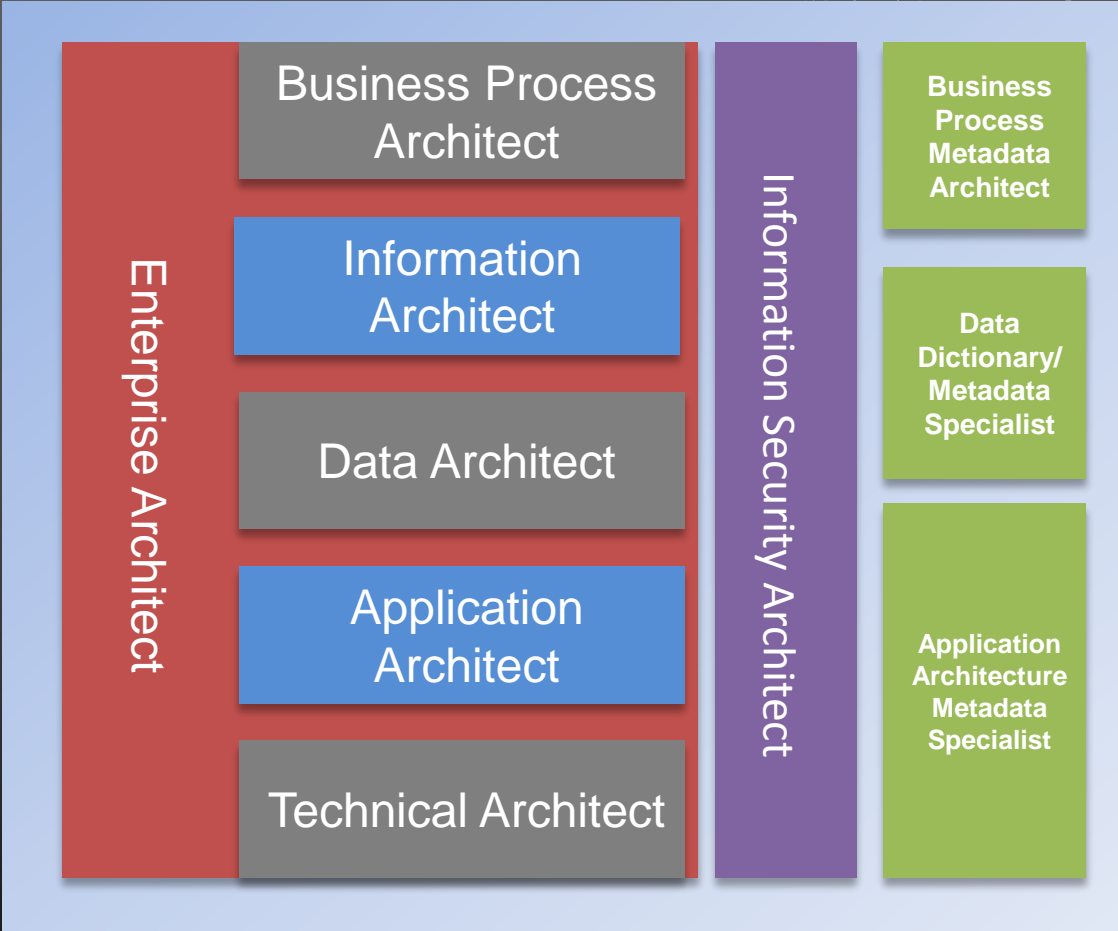 Enterprise Architect
Business Process
Architect
Information
Architect
Data Architect
Application
Architect
Technical Architect
Information Security Architect
Business
Process
Metadata
Architect
Data
Dictionary/
Metadata
Specialist
Application
Architecture
Metadata
Specialist